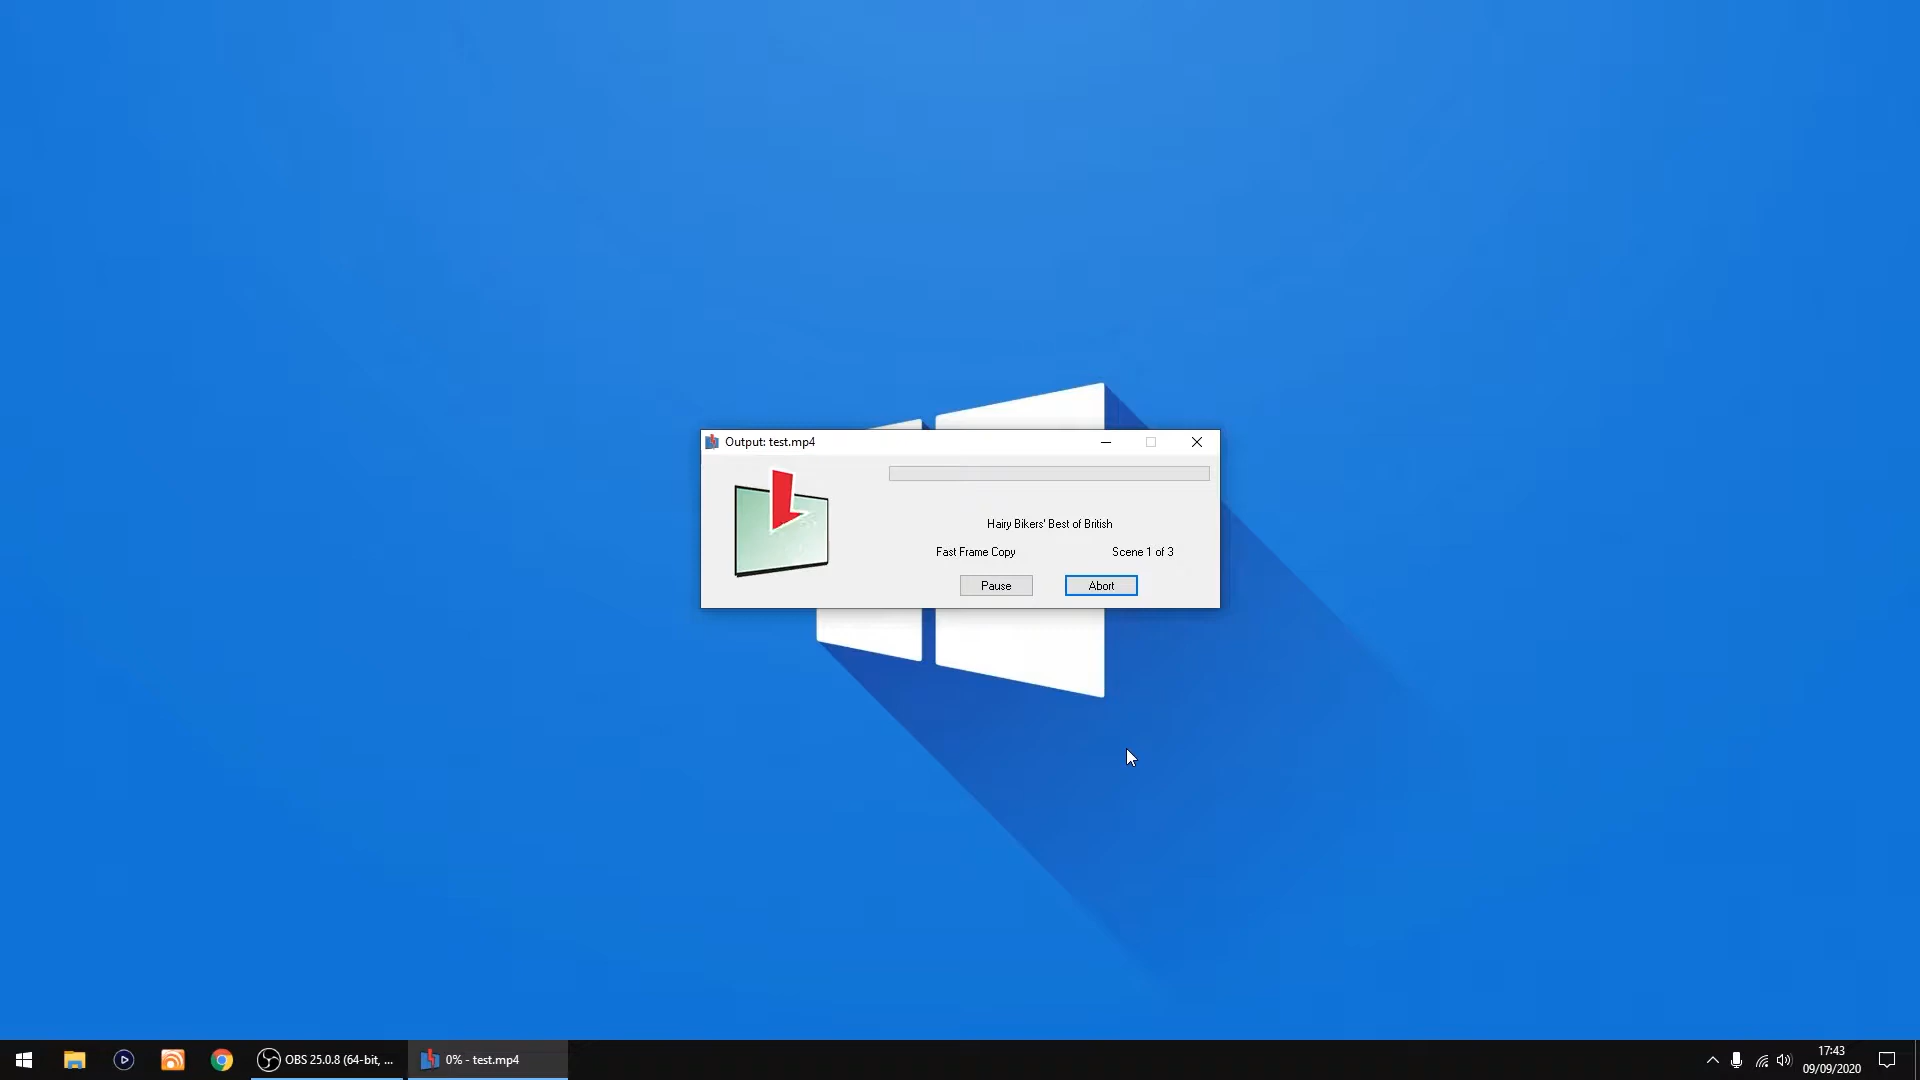 Output: test.mp4
Hairy Bikers' Best of British
Fast Frame Copy
Scene 1 of 3
Pause
Abort
OBS 25.0.8 (64-bit, ...
0% - test.mp4
17:43
09/09/2020